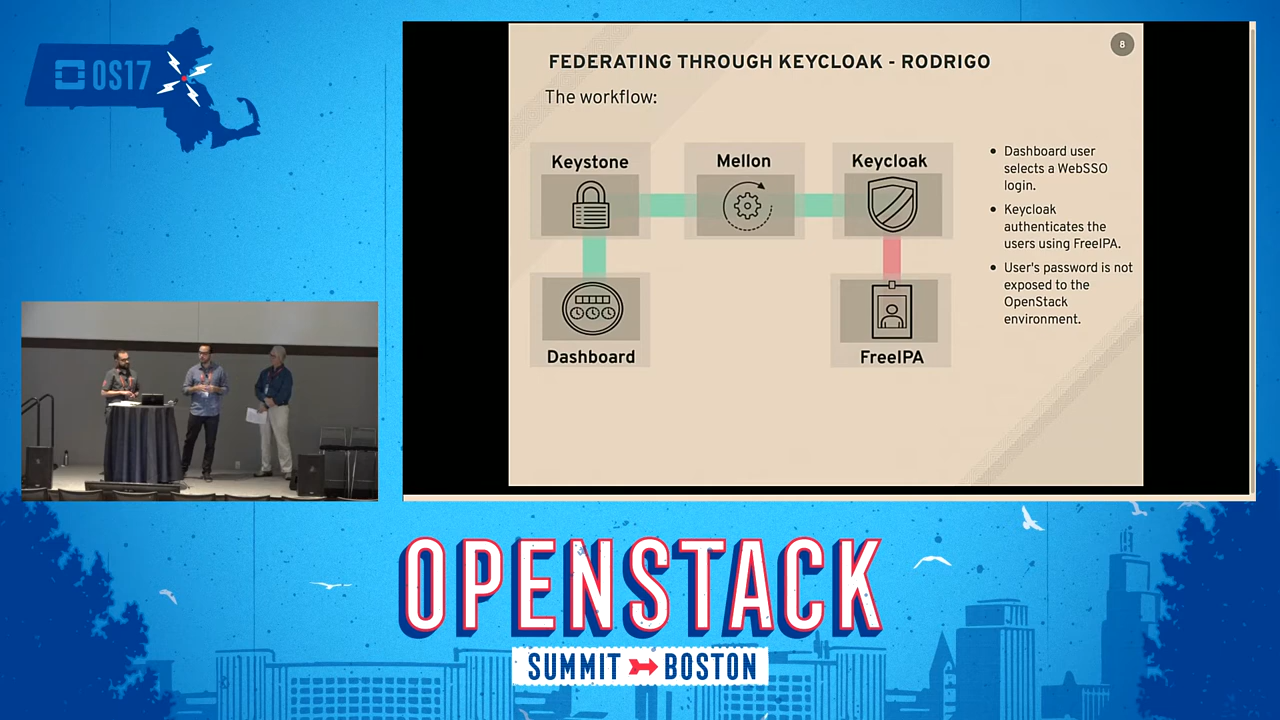 OS17
8
FEDERATING THROUGH KEYCLOAK - RODRIGO
The workflow:
Keystone
Mellon
Keycloak
Dashboard
FreeIPA
• Dashboard user
selects a WebSSO
login.
• Keycloak
authenticates the
users using FreeIPA.
• User's password is not
exposed to the
OpenStack
environment.
OPENSTACK
SUMMIT BOSTON